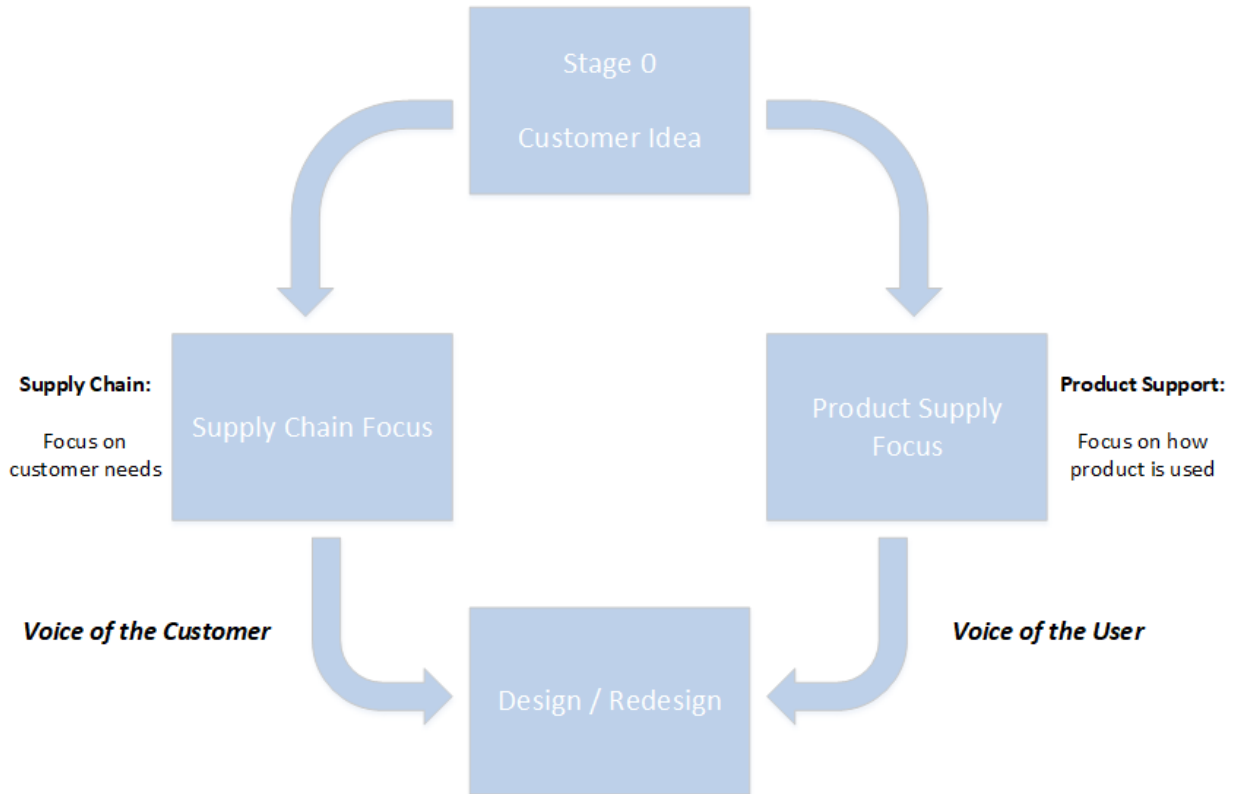 Stage 0
Customer Idea
Supply Chain:
Focus on
customer needs
Supply Chain Focus
Product Supply
Focus
Product Support:
Focus on how
product is used
Voice of the Customer
Voice of the User
Design / Redesign